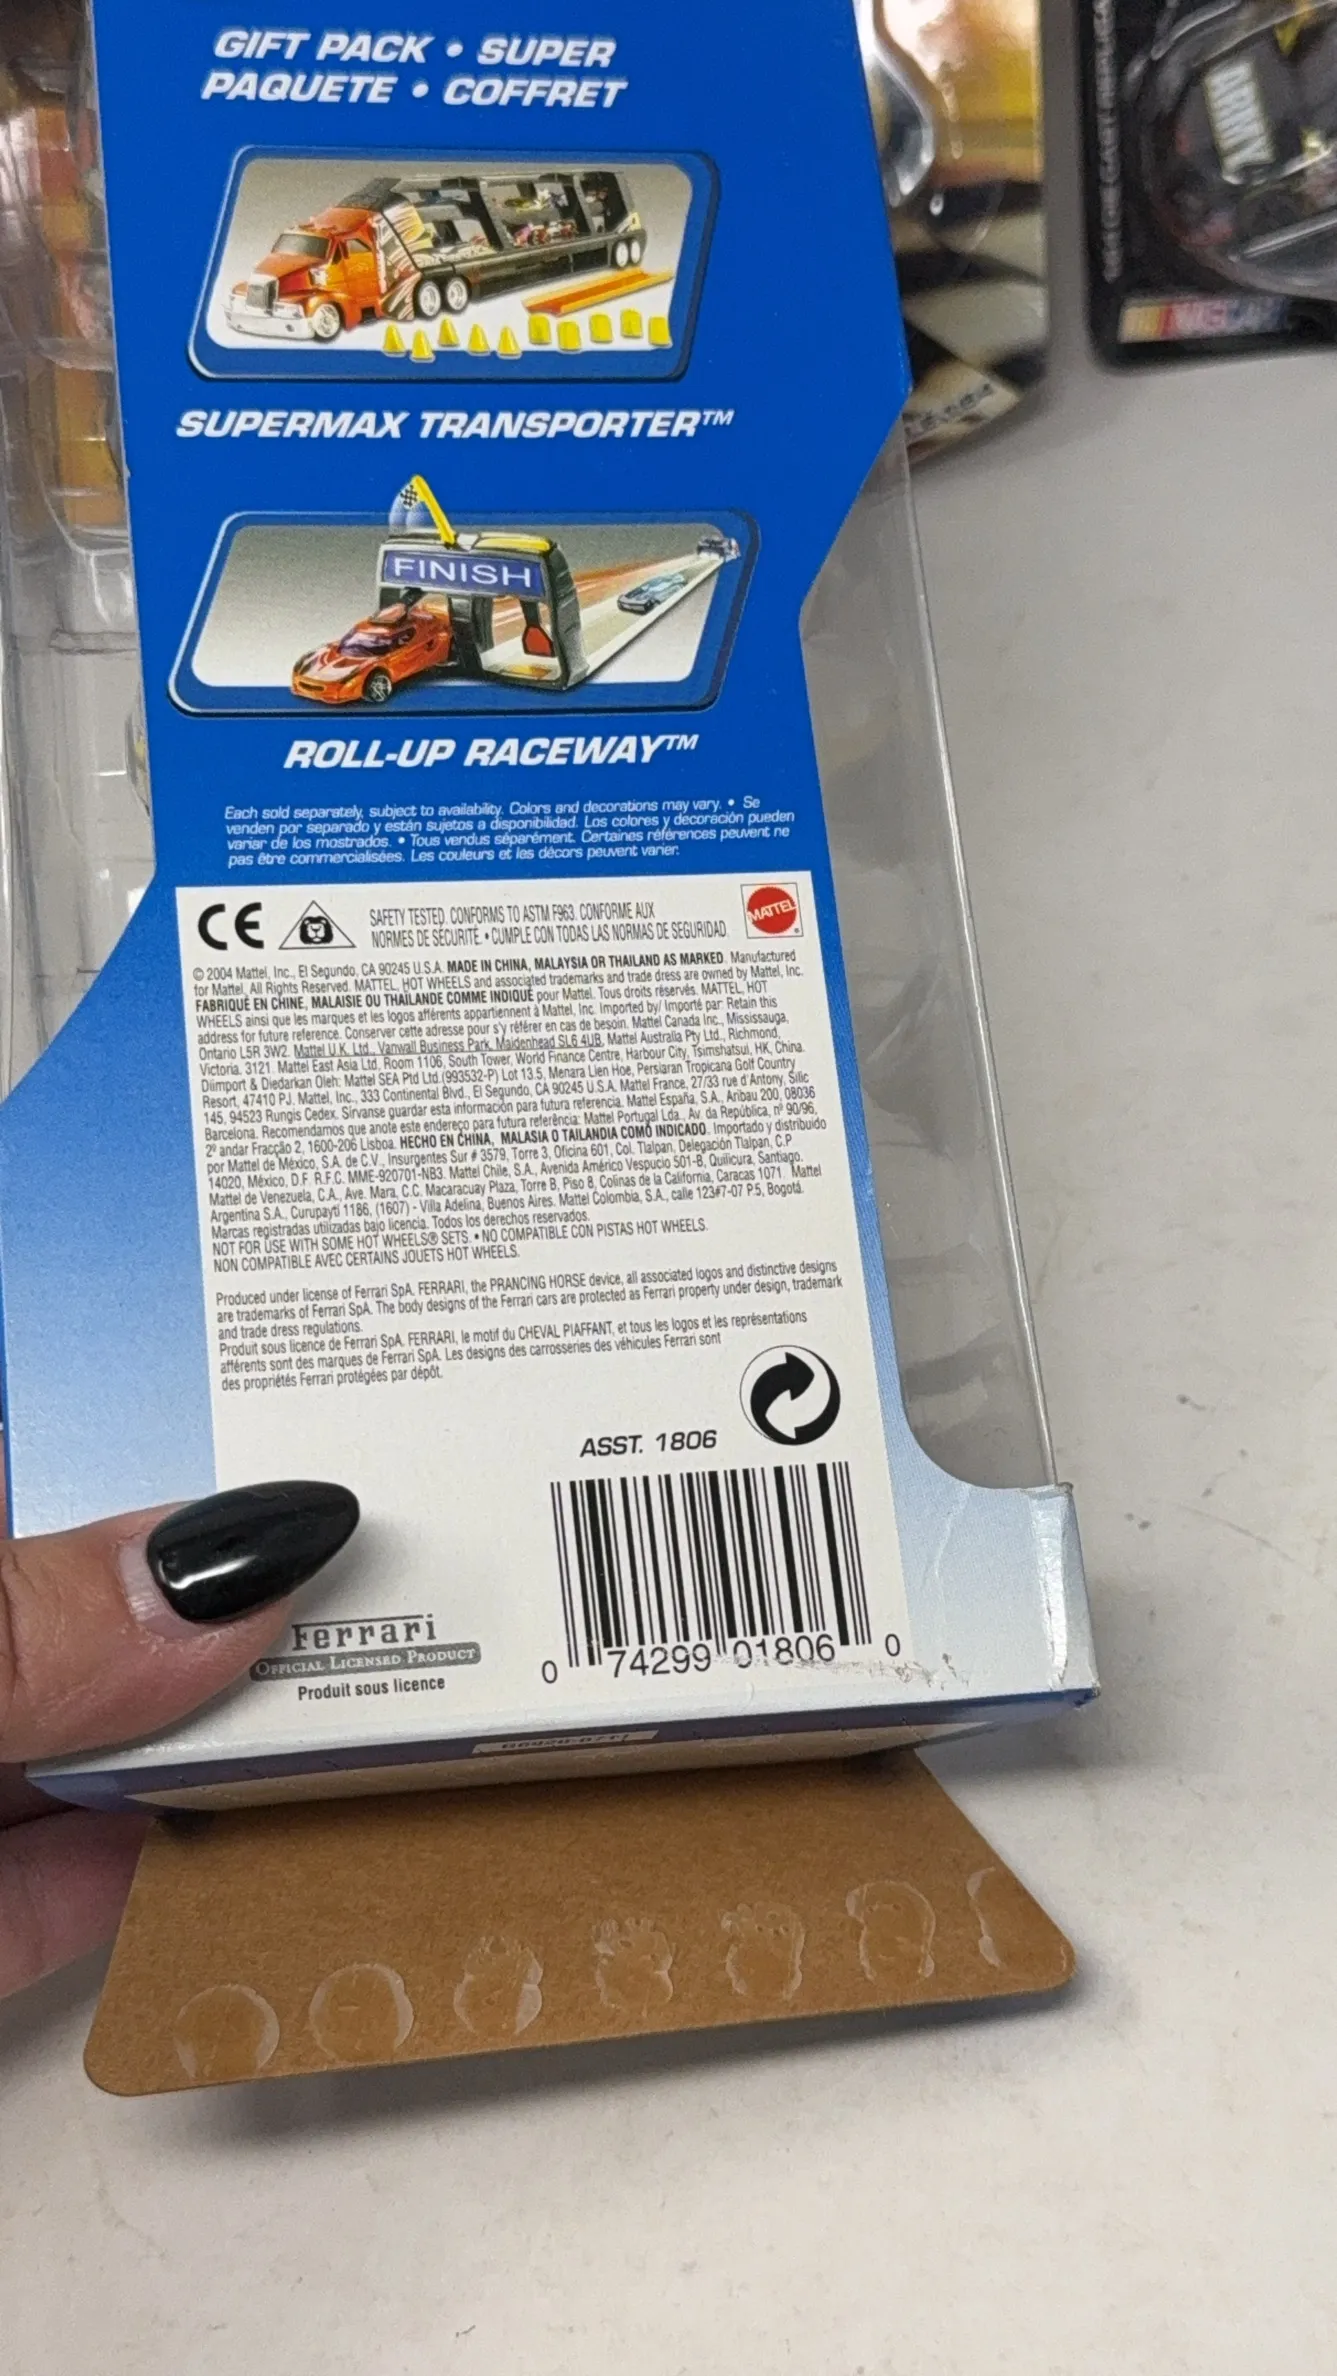 GIFT PACK • SUPER
PAQUETE • COFFRET
ARMY
SUPERMAX TRANSPORTER™
FINISH
ROLL-UP RACEWAY™
Each sold separately, subject to availability. Colors and decorations may vary. • Se
venden por separado y están sujetos a disponibilidad. Los colores y decoración pueden
variar de los mostrados. • Tous vendus séparément. Certaines références peuvent ne
pas être commercialisées. Les couleurs et les décors peuvent varier.
CE
SAFETY TESTED. CONFORMS TO ASTM F963. CONFORME AUX
NORMES DE SÉCURITÉ. • CUMPLE CON TODAS LAS NORMAS DE SEGURIDAD.
MATTEL
© 2004 Mattel, Inc., El Segundo, CA 90245 U.S.A. MADE IN CHINA, MALAYSIA OR THAILAND AS MARKED. Manufactured
for Mattel. All Rights Reserved. MATTEL, HOT WHEELS and associated trademarks and trade dress are owned by Mattel, Inc.
FABRIQUÉ EN CHINE, MALAISIE OU THAÏLANDE COMME INDIQUÉ pour Mattel. Tous droits réservés. MATTEL, HOT
WHEELS ainsi que les marques et les logos afférents appartiennent à Mattel, Inc. Imported by/ Importé par: Retain this
address for future reference. Conserver cette adresse pour s'y référer en cas de besoin. Mattel Canada Inc., Mississauga,
Ontario L5R 3W2. Mattel U.K. Ltd., Vanwall Business Park, Maidenhead SL6 4UB. Mattel Australia Pty Ltd., Richmond,
Victoria. 3121. Mattel East Asia Ltd. Room 1106, South Tower, World Finance Centre, Harbour City, Tsimshatsui, HK, China.
Diimport & Diedarkan Oleh: Mattel SEA Ptd Ltd.(993532-P) Lot 13.5, Menara Lien Hoe, Persiaran Tropicana Golf Country
Resort, 47410 PJ. Mattel, Inc., 333 Continental Blvd., El Segundo, CA 90245 U.S.A. Mattel France, 27/33 rue d'Antony, Silic
145, 94523 Rungis Cedex. Sírvanse guardar esta información para futura referencia. Mattel España, S.A., Aribau 200, 08036
Barcelona. Recomendamos que anote este endereço para futura referência: Mattel Portugal Lda., Av. da República, nº 90/96,
2º andar Fracção 2, 1600-206 Lisboa. HECHO EN CHINA, MALASIA O TAILANDIA COMO INDICADO. Importado y distribuido
por Mattel de México, S.A. de C.V., Insurgentes Sur # 3579, Torre 3, Oficina 601, Col. Tlalpan, Delegación Tlalpan, C.P.
14020, México, D.F. R.F.C. MME-920701-NB3. Mattel Chile, S.A., Avenida Américo Vespucio 501-B, Quilicura, Santiago.
Mattel de Venezuela, C.A., Ave. Mara, C.C. Macaracuay Plaza, Torre B, Piso 8, Colinas de la California, Caracas 1071. Mattel
Argentina S.A., Curupaytí 1186, (1607) - Villa Adelina, Buenos Aires. Mattel Colombia, S.A., calle 123#7-07 P.5, Bogotá.
Marcas registradas utilizadas bajo licencia. Todos los derechos reservados.
NOT FOR USE WITH SOME HOT WHEELS® SETS. • NO COMPATIBLE CON PISTAS HOT WHEELS.
NON COMPATIBLE AVEC CERTAINS JOUETS HOT WHEELS.
Produced under license of Ferrari SpA. FERRARI, the PRANCING HORSE device, all associated logos and distinctive designs
are trademarks of Ferrari SpA. The body designs of the Ferrari cars are protected as Ferrari property under design, trademark
and trade dress regulations.
Produit sous licence de Ferrari SpA. FERRARI, le motif du CHEVAL PIAFFANT, et tous les logos et les représentations
afférents sont des marques de Ferrari SpA. Les designs des carrosseries des véhicules Ferrari sont
des propriétés Ferrari protégées par dépôt.
ASST. 1806
Ferrari
OFFICIAL LICENSED PRODUCT
Produit sous licence
0 74299 01806 0